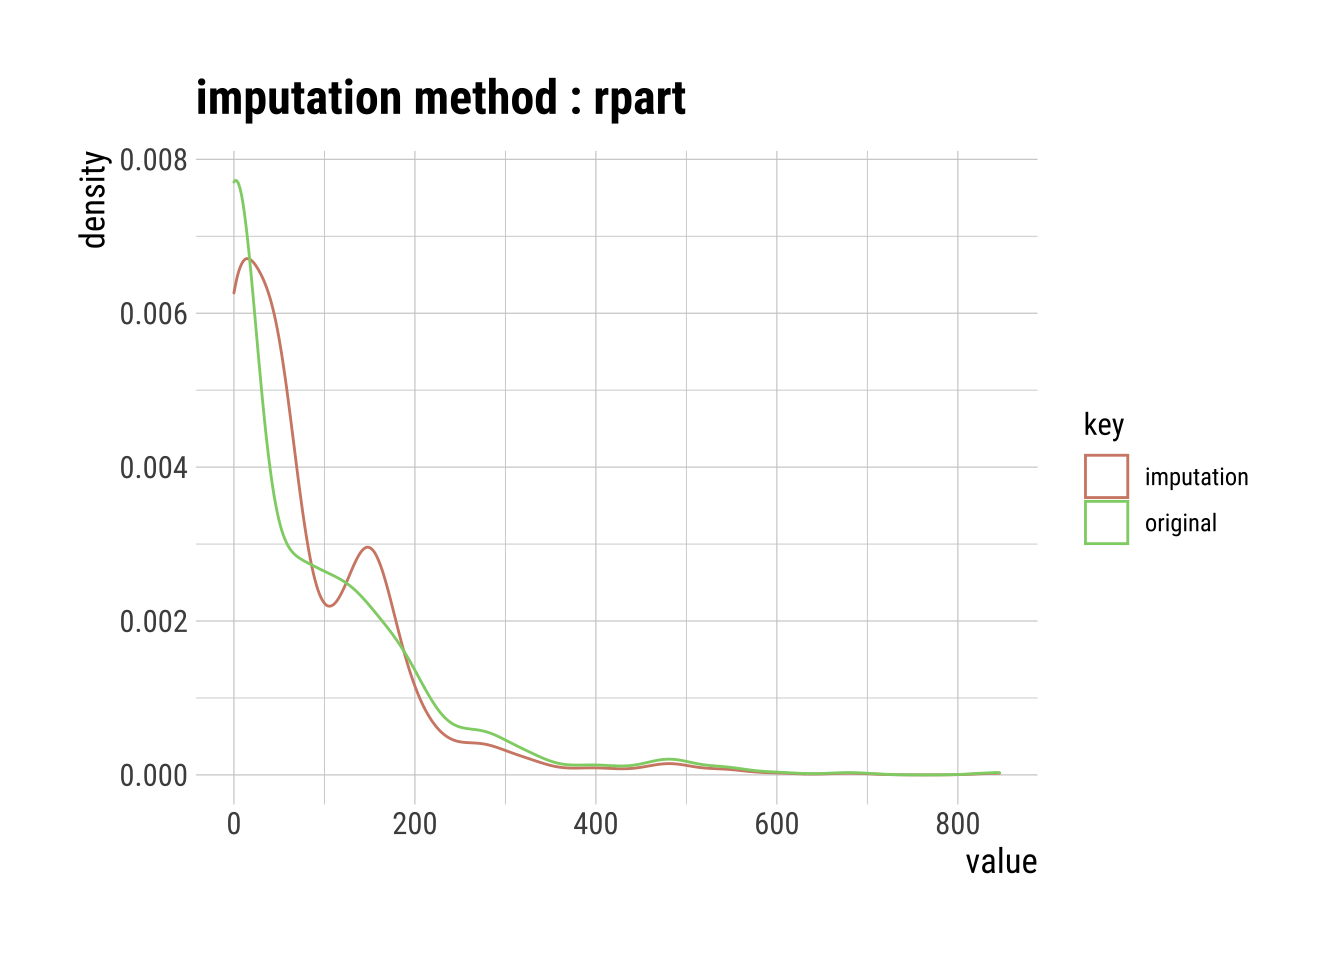 imputation method : rpart
density
0.008
0.006
0.004
0.002
0.000
0 200 400 600 800
value
key
imputation
original